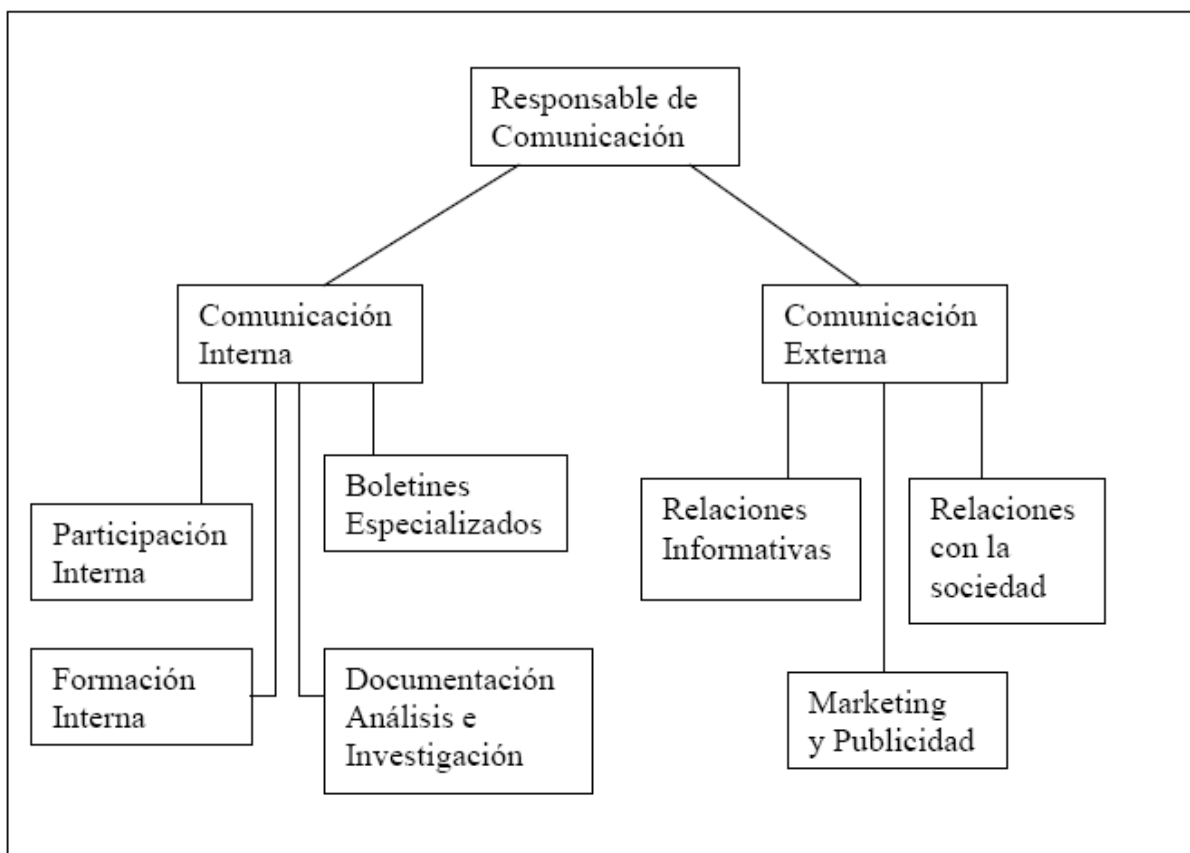 Responsable de
Comunicación
Comunicación
Interna
Comunicación
Externa
Participación
Interna
Boletines
Especializados
Formación
Interna
Documentación
Análisis e
Investigación
Relaciones
Informativas
Relaciones
con la
sociedad
Marketing
y Publicidad